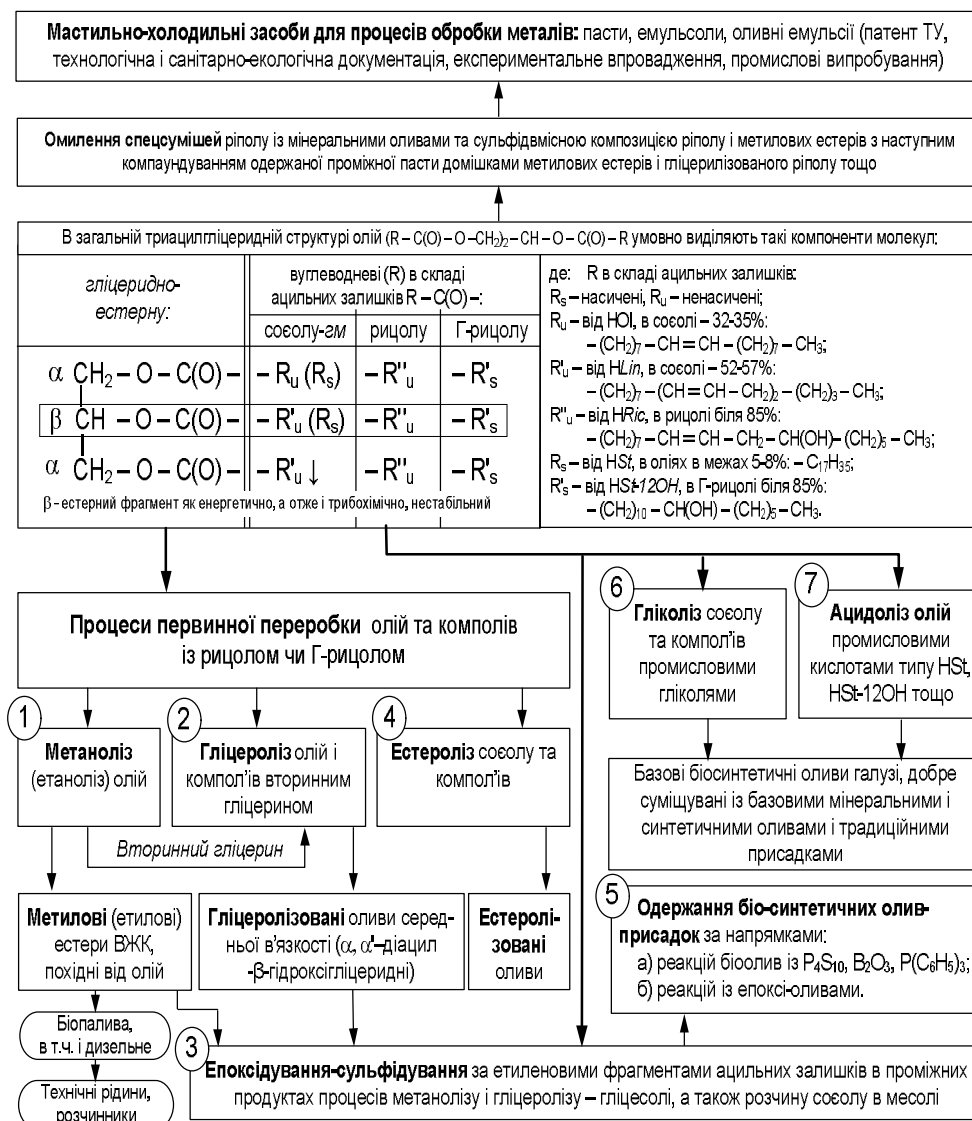 Мастильно-холодильні засоби для процесів обробки металів: пасти, емульсоли, оливні емульсії (патент ТУ,
технологічна і санітарно-екологічна документація, експериментальне впровадження, промислові випробування)
Омилення спецсумішей ріполу із мінеральними оливами та сульфідвмісною композицією ріполу і метилових естерів з наступним
компаундуванням одержаної проміжної пасти домішками метилових естерів і гліцерилізованого ріполу тощо
В загальній триацилгліцеридній структурі олій (R – C(O) – O –CH₂)₂ – CH – O – C(O) – R умовно виділяють такі компоненти молекул:
гліцеридно-
естерну:
вуглеводневі (R) в складі
ацильних залишків R – C(O) –:
соєолу-гм
рицолу
Г-рицолу
α CH₂ – O – C(O) – – Rᵤ (Rₛ) – R''ᵤ – R'ₛ
β CH – O – C(O) – – R'ᵤ (Rₛ) – R''ᵤ – R'ₛ
α CH₂ – O – C(O) – – R'ᵤ ↓ – R''ᵤ – R'ₛ
β – естерний фрагмент як енергетично, а отже і трибохімічно, нестабільний
де: R в складі ацильних залишків:
Rₛ – насичені, Rᵤ – ненасичені;
Rᵤ – від HOl, в соєолі – 32-35%:
– (CH₂)₇ – CH = CH – (CH₂)₇ – CH₃;
R'ᵤ – від HLin, в соєолі – 52-57%:
– (CH₂)₇ – (CH = CH – CH₂)₂ – (CH₂)₃ – CH₃;
R''ᵤ – від HRic, в рицолі біля 85%:
– (CH₂)₇ – CH = CH – CH₂ – CH(OH) – (CH₂)₅ – CH₃;
Rₛ – від HSt, в оліях в межах 5-8%: – C₁₇H₃₅;
R'ₛ – від HSt-12OH, в Г-рицолі біля 85%:
– (CH₂)₁₀ – CH(OH) – (CH₂)₅ – CH₃.
Процеси первинної переробки олій та комполів
із рицолом чи Г-рицолом
6
Гліколіз соєолу
та компол'їв
промисловими
гліколями
7
Ацидоліз олій
промисловими
кислотами типу HSt,
HSt-12OH тощо
1
Метаноліз
(етаноліз) олій
2
Гліцероліз олій і
компол'їв вторинним
гліцерином
4
Естероліз соєолу та
компол'їв
Вторинний гліцерин
Базові біосинтетичні оливи галузі, добре
суміщувані із базовими мінеральними і
синтетичними оливами і традиційними
присадками
Метилові (етилові)
естери ВЖК,
похідні від олій
Гліцеролізовані оливи серед-
ньої в'язкості (α, α'–діацил
-β-гідроксігліцеридні)
Естеролі-
зовані
оливи
5
Одержання біо-синтетичних олив-
присадок за напрямками:
а) реакцій біоолив із P₄S₁₀, B₂O₃, P(C₆H₅)₃;
б) реакцій із епоксі-оливами.
Біопалива,
в т.ч. і дизельне
Технічні рідини,
розчинники
3
Епоксідування-сульфідування за етиленовими фрагментами ацильних залишків в проміжних
продуктах процесів метанолізу і гліцеролізу – гліцесолі, а також розчину соєолу в месолі